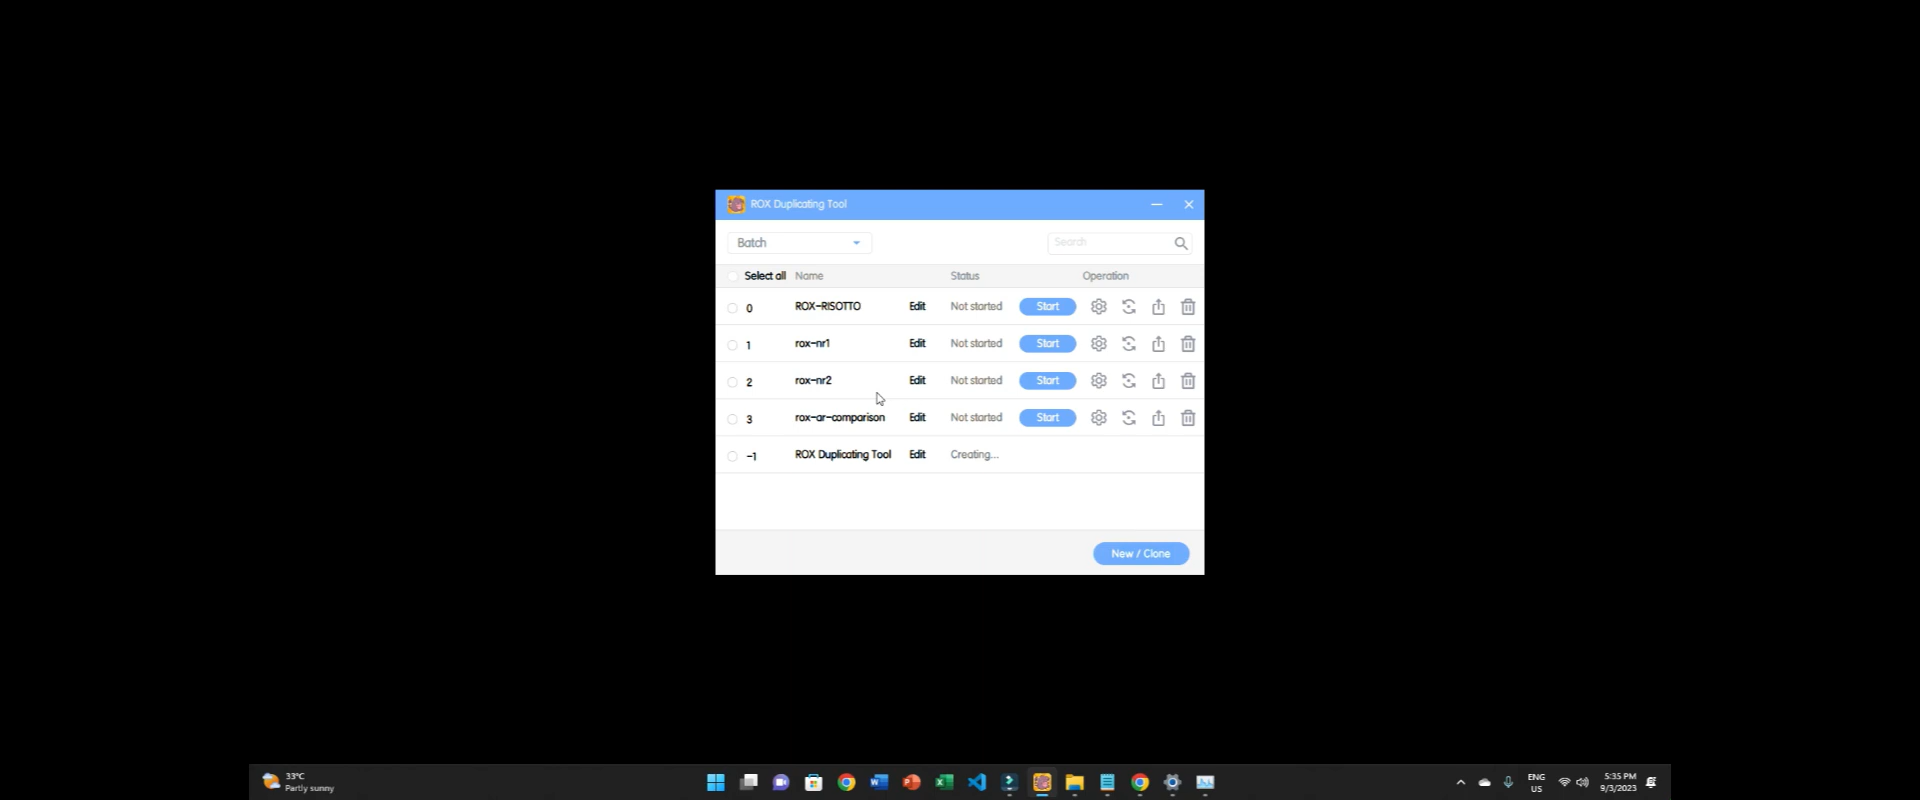 ROX Duplicating Tool
Batch
Search
Select all Name Status Operation
0 ROX-RISOTTO Edit Not started Start
1 rox-nr1 Edit Not started Start
2 rox-nr2 Edit Not started Start
3 rox-ar-comparison Edit Not started Start
-1 ROX Duplicating Tool Edit Creating...
New / Clone
33°C
Partly sunny
ENG
US
5:35 PM
9/3/2023